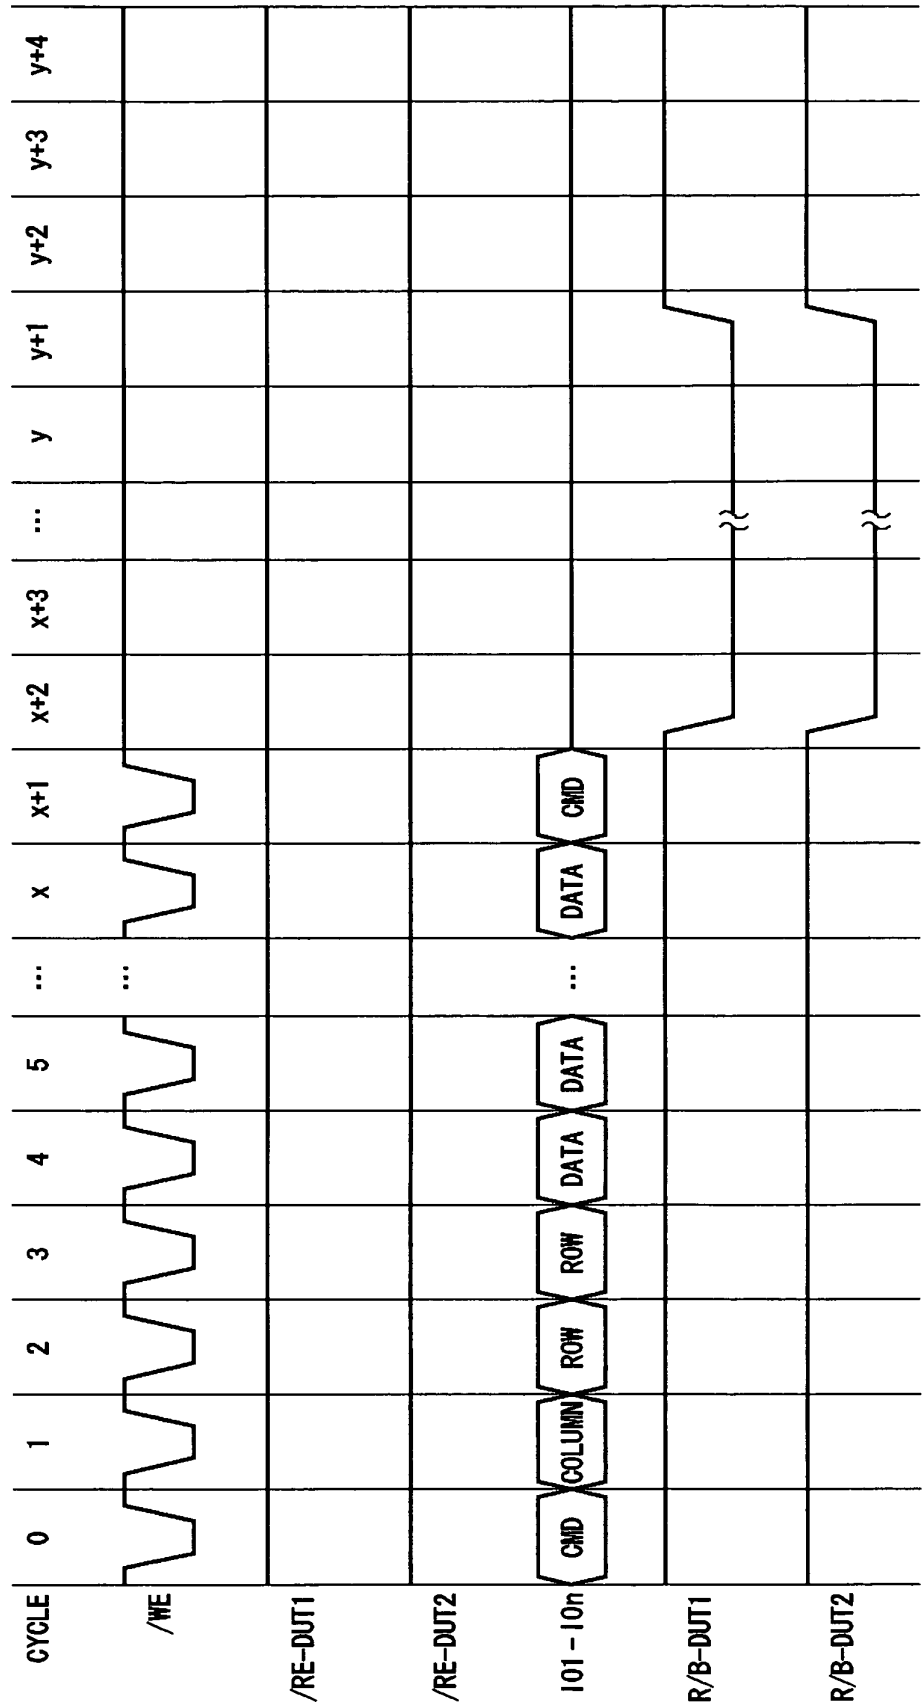 CYCLE 0 1 2 3 4 5 ... x x+1 x+2 x+3 ... y y+1 y+2 y+3 y+4
/WE ...
/RE-DUT1
/RE-DUT2
IO1-IOn CMD COLUMN ROW ROW DATA DATA ... DATA CMD
R/B-DUT1
R/B-DUT2